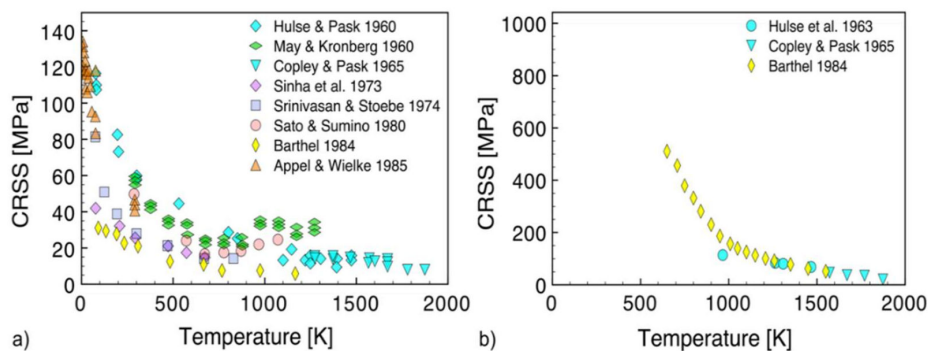 140
120
100
80
60
40
20
0
CRSS [MPa]
Hulse & Pask 1960
May & Kronberg 1960
Copley & Pask 1965
Sinha et al. 1973
Srinivasan & Stoebe 1974
Sato & Sumino 1980
Barthel 1984
Appel & Wielke 1985
0 500 1000 1500 2000
Temperature [K]
a)
1000
800
600
400
200
0
CRSS [MPa]
Hulse et al. 1963
Copley & Pask 1965
Barthel 1984
0 500 1000 1500 2000
Temperature [K]
b)